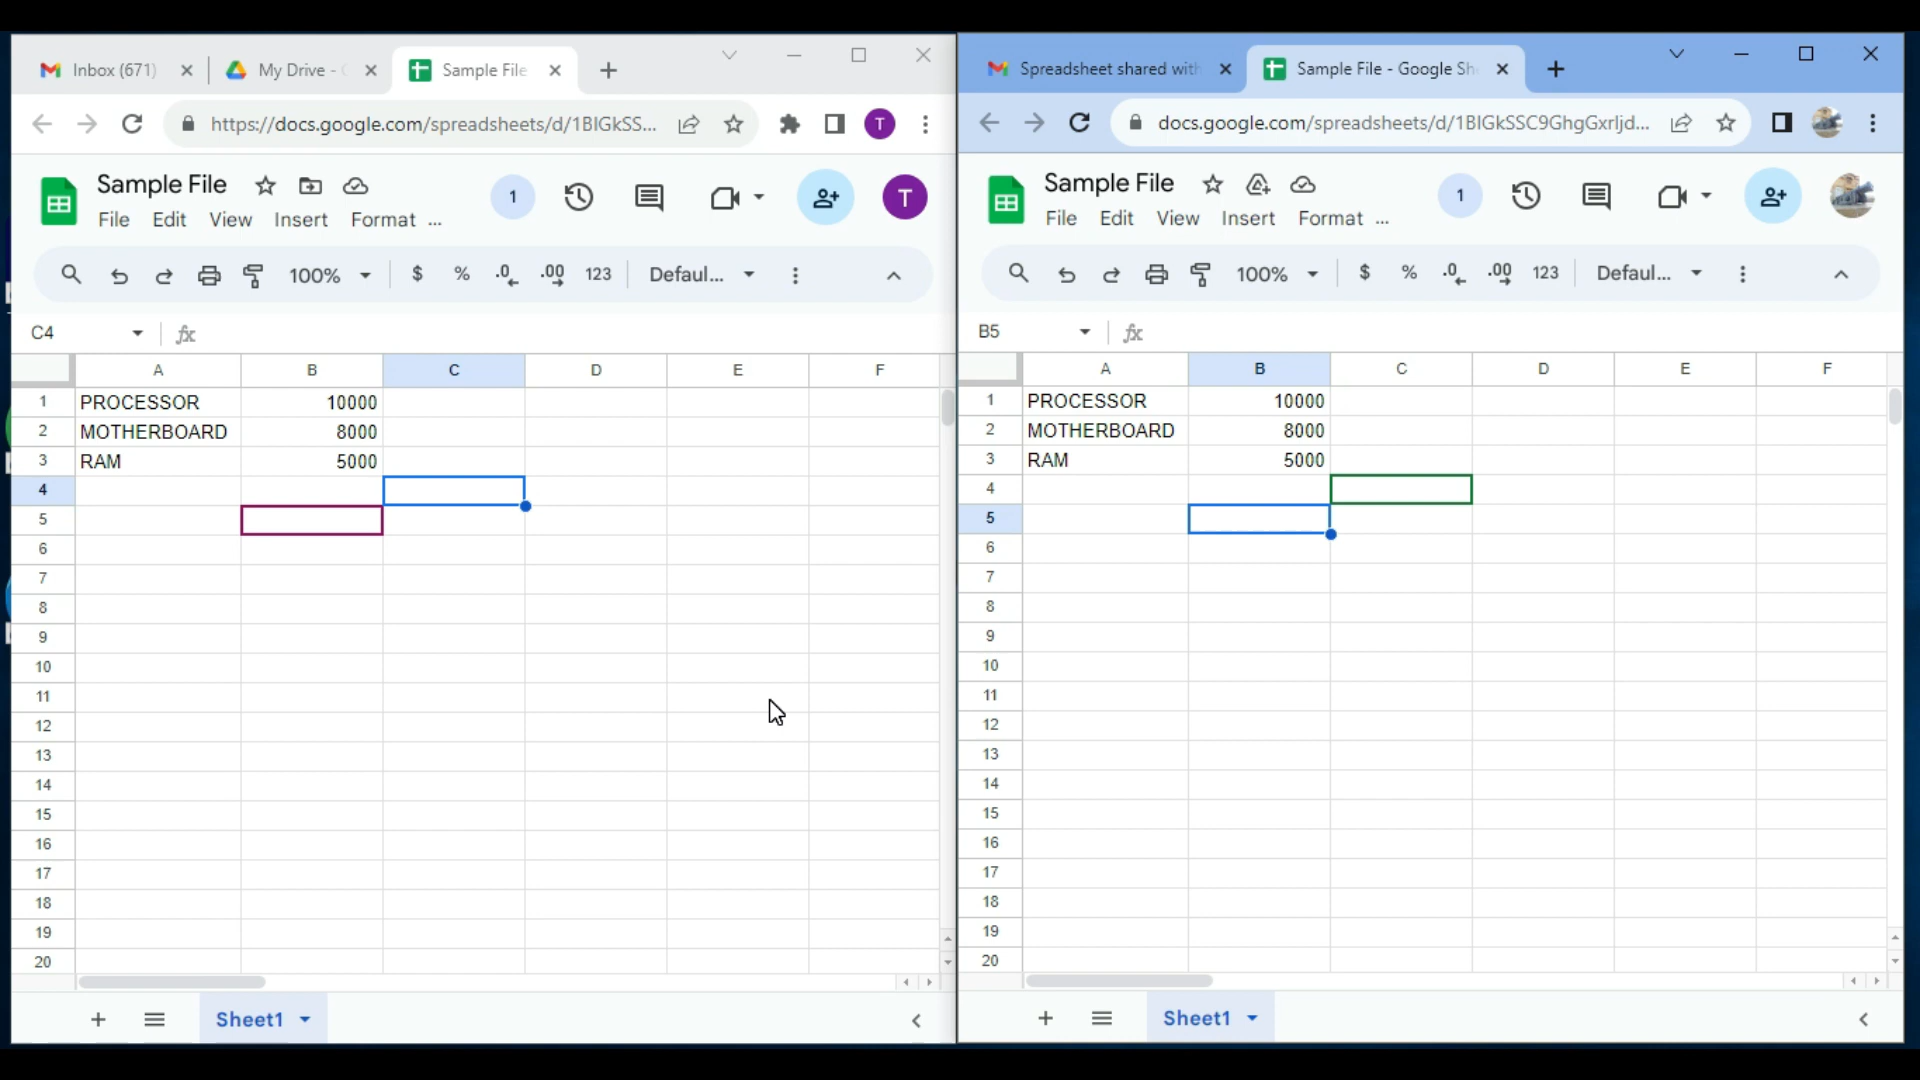 Inbox (671)
My Drive -
Sample File
https://docs.google.com/spreadsheets/d/1BIGkSS...
T
Sample File
1
T
File Edit View Insert Format ...
100% $ % .0 .00 123 Defaul...
C4 fx
A B C D E F
1 PROCESSOR 10000
2 MOTHERBOARD 8000
3 RAM 5000
4
5
6
7
8
9
10
11
12
13
14
15
16
17
18
19
20
Sheet1
Spreadsheet shared with
Sample File - Google Sh
docs.google.com/spreadsheets/d/1BIGkSSC9GhgGxrljd...
Sample File
1
File Edit View Insert Format ...
100% $ % .0 .00 123 Defaul...
B5 fx
A B C D E F
1 PROCESSOR 10000
2 MOTHERBOARD 8000
3 RAM 5000
4
5
6
7
8
9
10
11
12
13
14
15
16
17
18
19
20
Sheet1